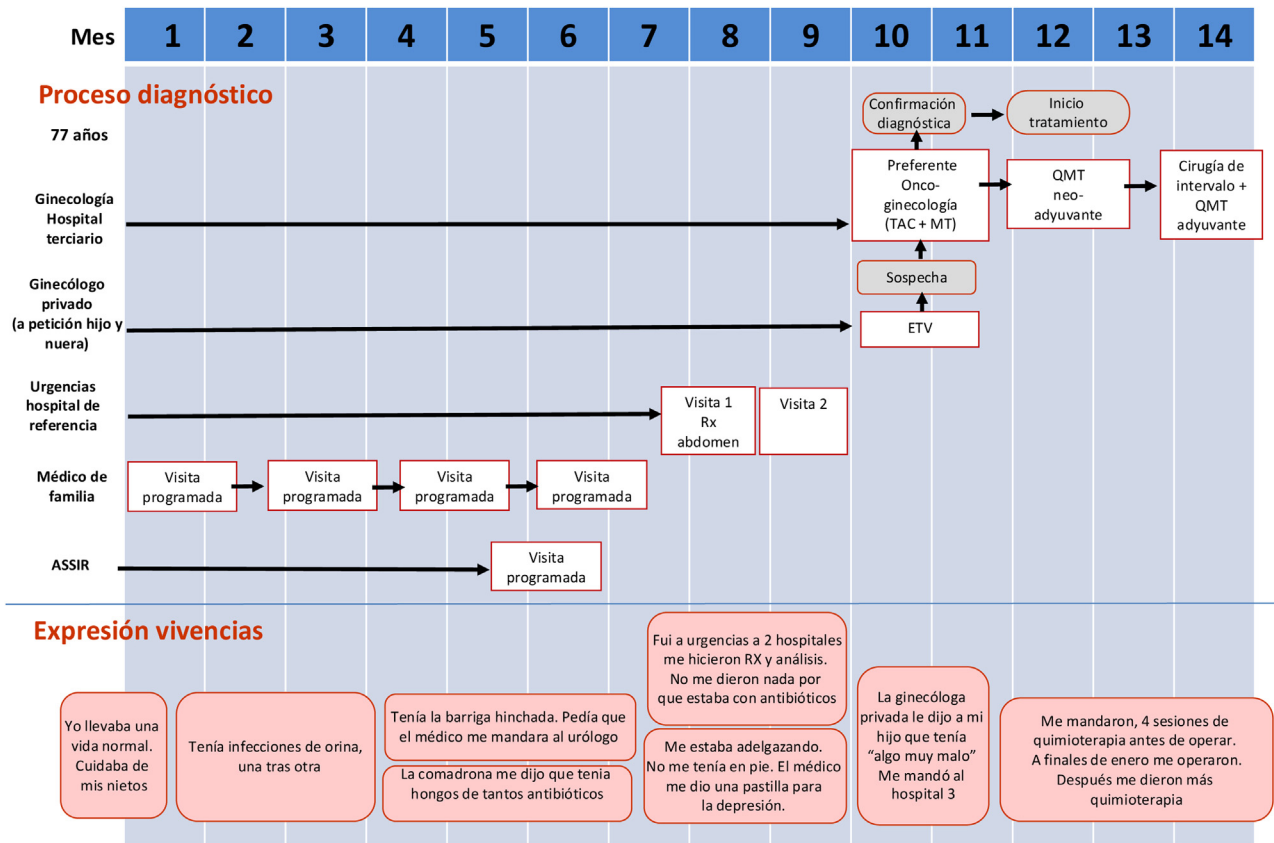 Mes 1 2 3 4 5 6 7 8 9 10 11 12 13 14
Proceso diagnóstico
77 años
Confirmación
diagnóstica
Inicio
tratamiento
Ginecología
Hospital
terciario
Preferente
Onco-
ginecología
(TAC + MT)
QMT
neo-
adyuvante
Cirugía de
intervalo +
QMT
adyuvante
Ginecólogo
privado
(a petición hijo y
nuera)
Sospecha
ETV
Urgencias
hospital de
referencia
Visita 1
Rx
abdomen
Visita 2
Médico de
familia
Visita
programada
Visita
programada
Visita
programada
Visita
programada
ASSIR
Visita
programada
Expresión vivencias
Yo llevaba una
vida normal.
Cuidaba de
mis nietos
Tenía infecciones de orina,
una tras otra
Tenía la barriga hinchada. Pedía que
el médico me mandara al urólogo
La comadrona me dijo que tenia
hongos de tantos antibióticos
Fui a urgencias a 2 hospitales
me hicieron RX y análisis.
No me dieron nada por
que estaba con antibióticos
Me estaba adelgazando.
No me tenía en pie. El médico
me dio una pastilla para
la depresión.
La ginecóloga
privada le dijo a mi
hijo que tenía
“algo muy malo”
Me mandó al
hospital 3
Me mandaron, 4 sesiones de
quimioterapia antes de operar.
A finales de enero me operaron.
Después me dieron más
quimioterapia